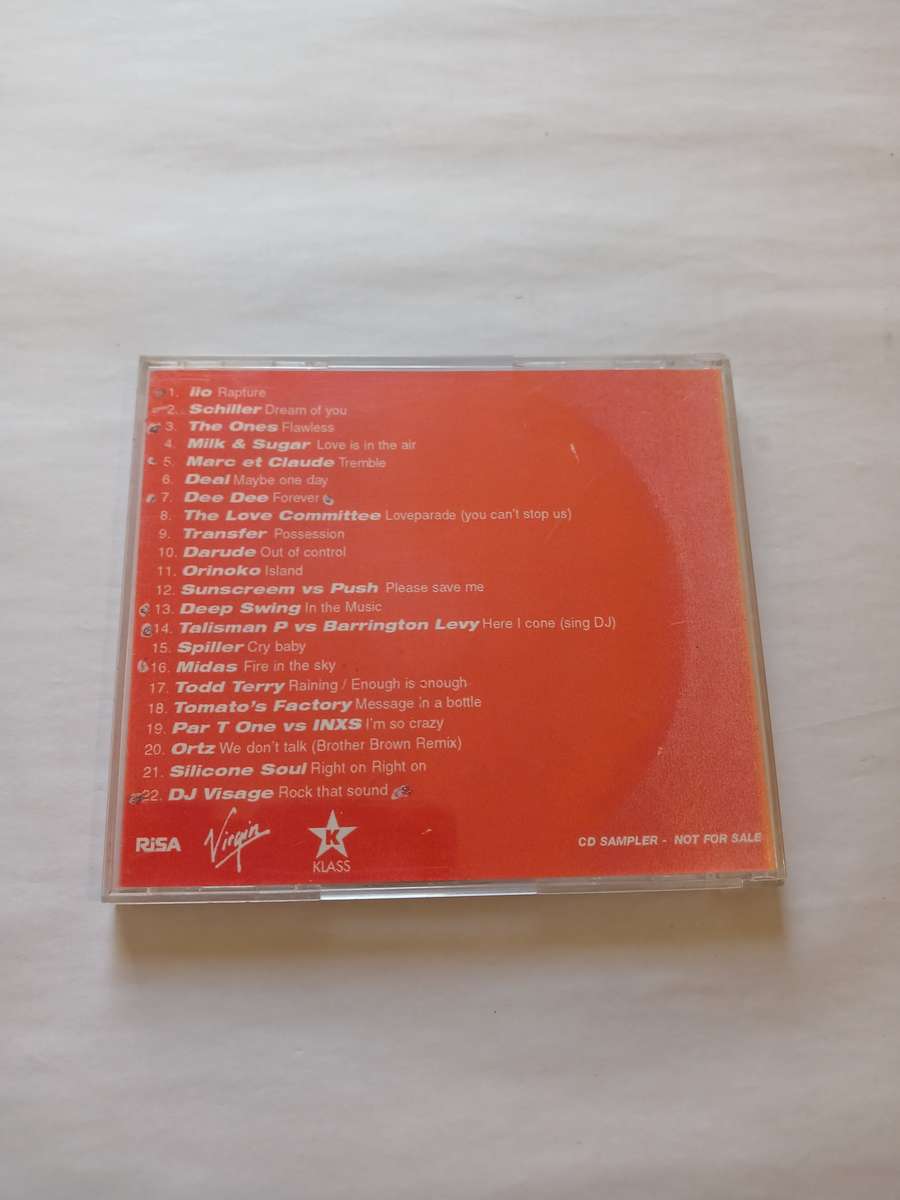 1. iio Rapture
2. Schiller Dream of you
3. The Ones Flawless
4. Milk & Sugar Love is in the air
5. Marc et Claude Tremble
6. Deal Maybe one day
7. Dee Dee Forever
8. The Love Committee Loveparade (you can't stop us)
9. Transfer Possession
10. Darude Out of control
11. Orinoko Island
12. Sunscreem vs Push Please save me
13. Deep Swing In the Music
14. Talisman P vs Barrington Levy Here I cone (sing DJ)
15. Spiller Cry baby
16. Midas Fire in the sky
17. Todd Terry Raining / Enough is enough
18. Tomato's Factory Message in a bottle
19. Par T One vs INXS I'm so crazy
20. Ortz We don't talk (Brother Brown Remix)
21. Silicone Soul Right on Right on
22. DJ Visage Rock that sound
RiSA Virgin K KLASS CD SAMPLER - NOT FOR SALE